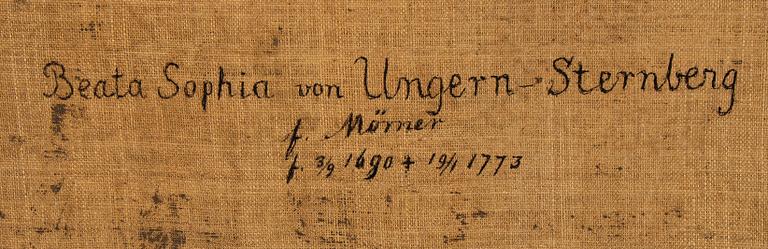 Beata Sophia von Ungern-Sternberg
f. Mörner
f. 3/9 1690 + 19/1 1773